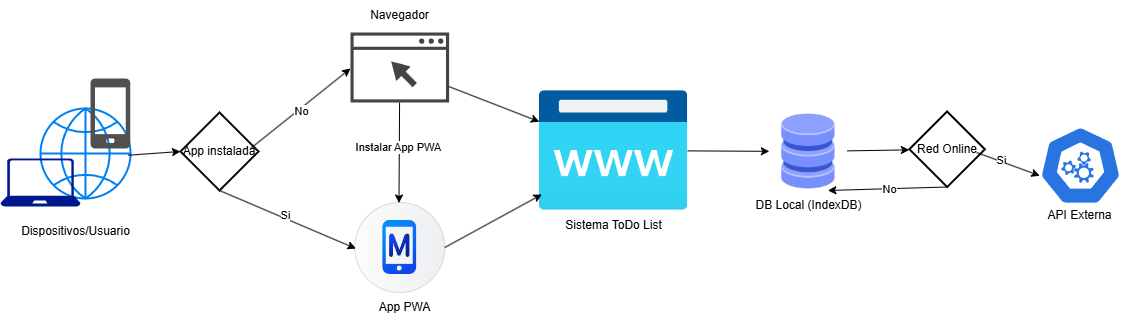 Navegador
No
App instalada
Instalar App PWA
Si
M
App PWA
www
Sistema ToDo List
Dispositivos/Usuario
DB Local (IndexDB)
Red Online
Si
No
API Externa